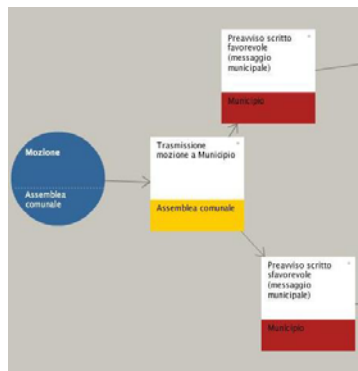 Preavviso scritto
favorevole
(messaggio
municipale)
Municipio
Mozione
Assemblea
comunale
Trasmissione
mozione a Municipio
Assemblea comunale
Preavviso scritto
sfavorevole
(messaggio
municipale)
Municipio